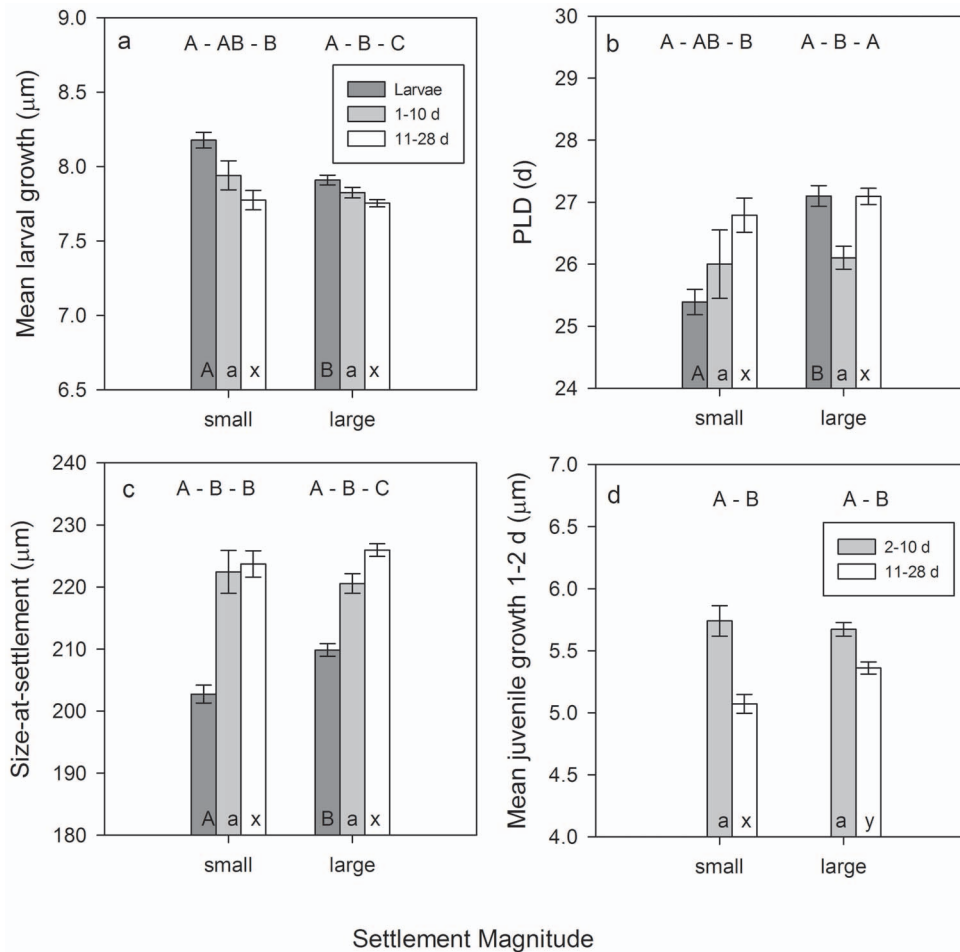 a
A - AB - B
A - B - C
Larvae
1-10 d
11-28 d
Mean larval growth (μm)
9.0
8.5
8.0
7.5
7.0
6.5
A a x
B a x
small
large
b
A - AB - B
A - B - A
PLD (d)
30
29
28
27
26
25
24
A a x
B a x
small
large
c
A - B - B
A - B - C
Size-at-settlement (μm)
240
230
220
210
200
190
180
A a x
B a x
small
large
d
A - B
A - B
2-10 d
11-28 d
Mean juvenile growth 1-2 d (μm)
7.0
6.5
6.0
5.5
5.0
4.5
4.0
a x
a y
small
large
Settlement Magnitude